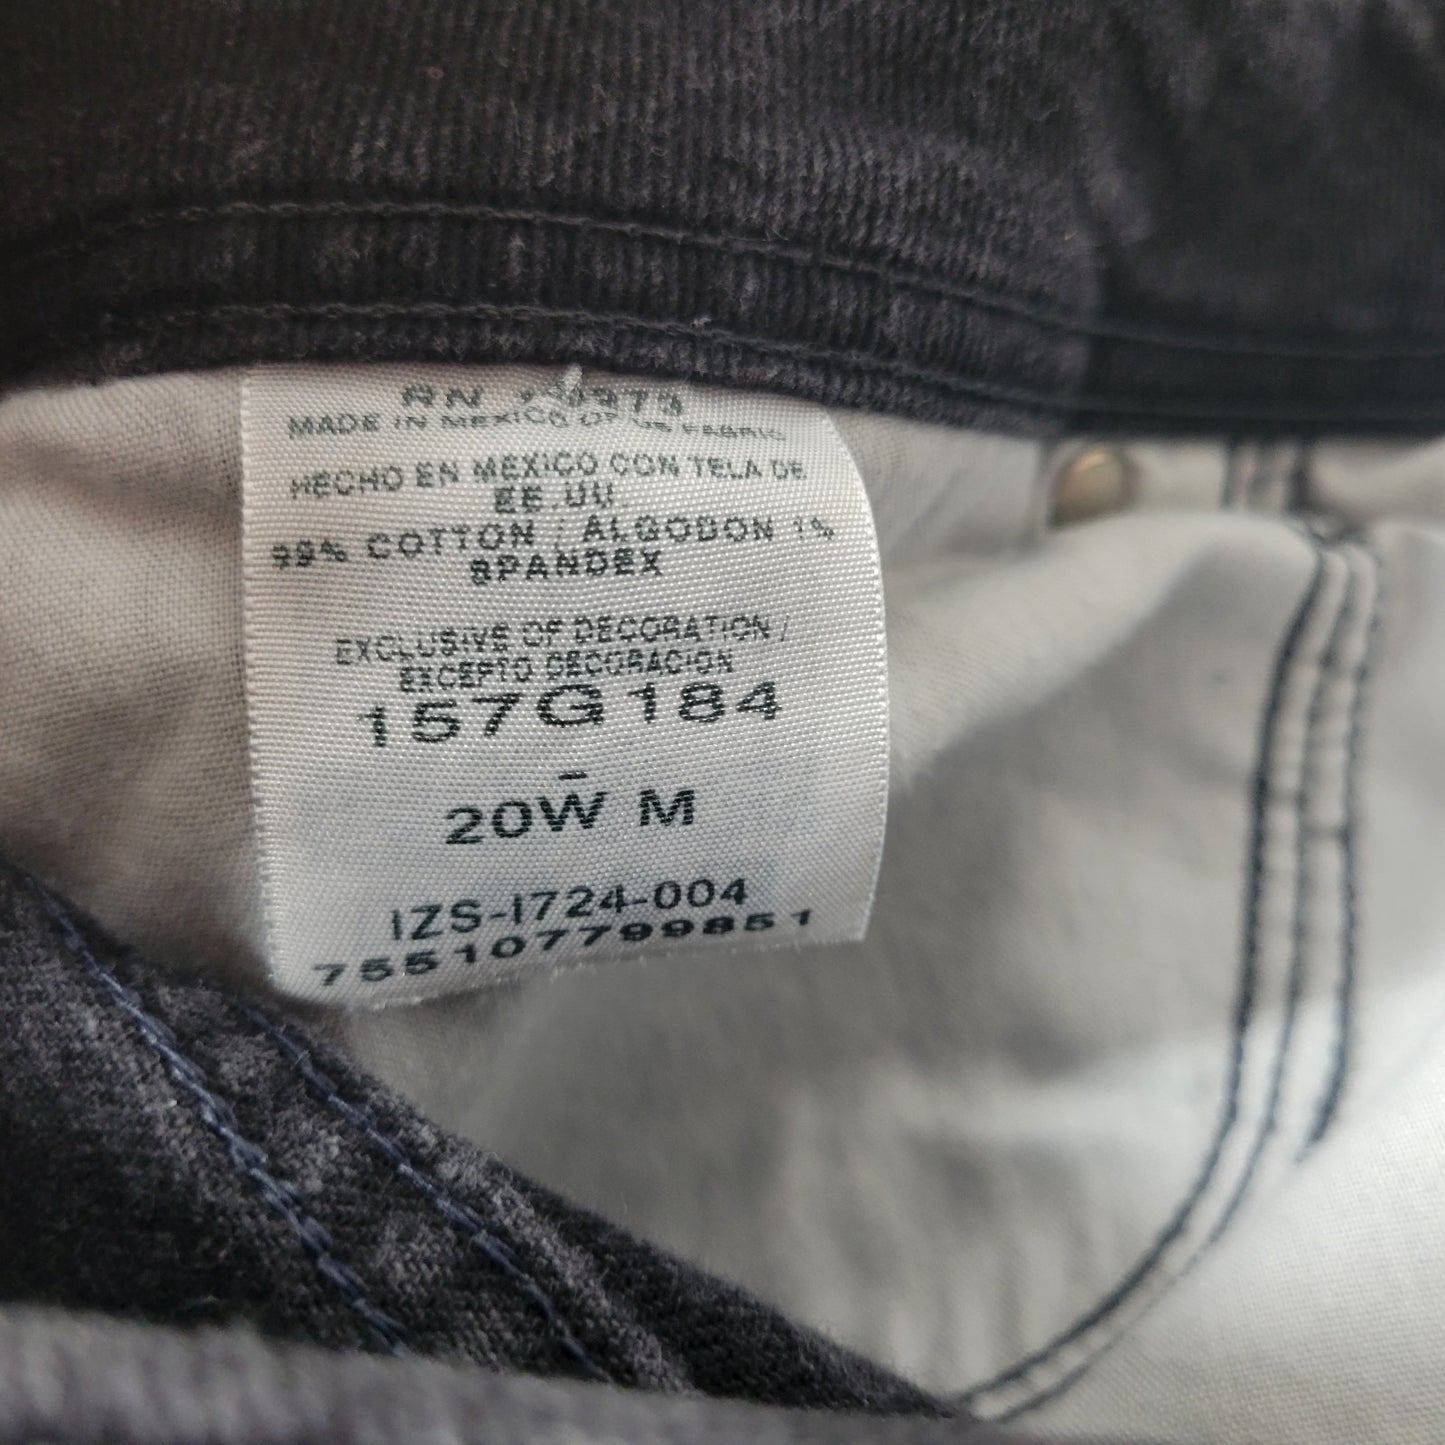 RN
MADE IN MEXICO OF US FABRIC
HECHO EN MEXICO CON TELA DE
EE.UU.
99% COTTON / ALGODON 1%
SPANDEX
EXCLUSIVE OF DECORATION /
EXCEPTO DECORACION
157G184
20W M
IZS-I724-004
755107799851